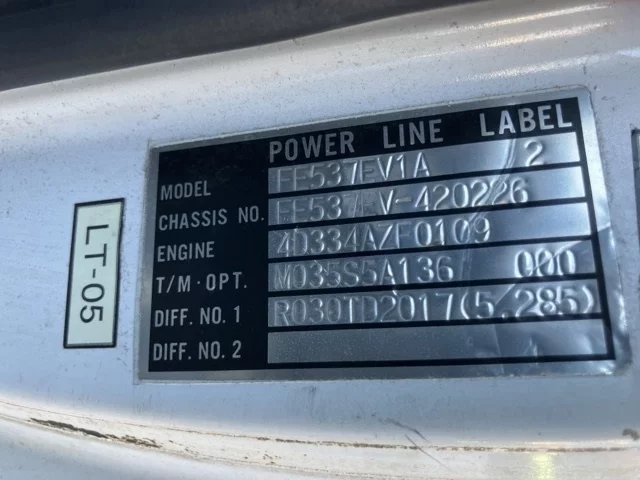 POWER LINE LABEL
MODEL FE537EV1A 2
CHASSIS NO. FE537EV-420226
ENGINE 4D334AZF0109
T/M·OPT. M035S5A136 000
DIFF. NO. 1 R030TD2017(5.285)
DIFF. NO. 2
LT-05